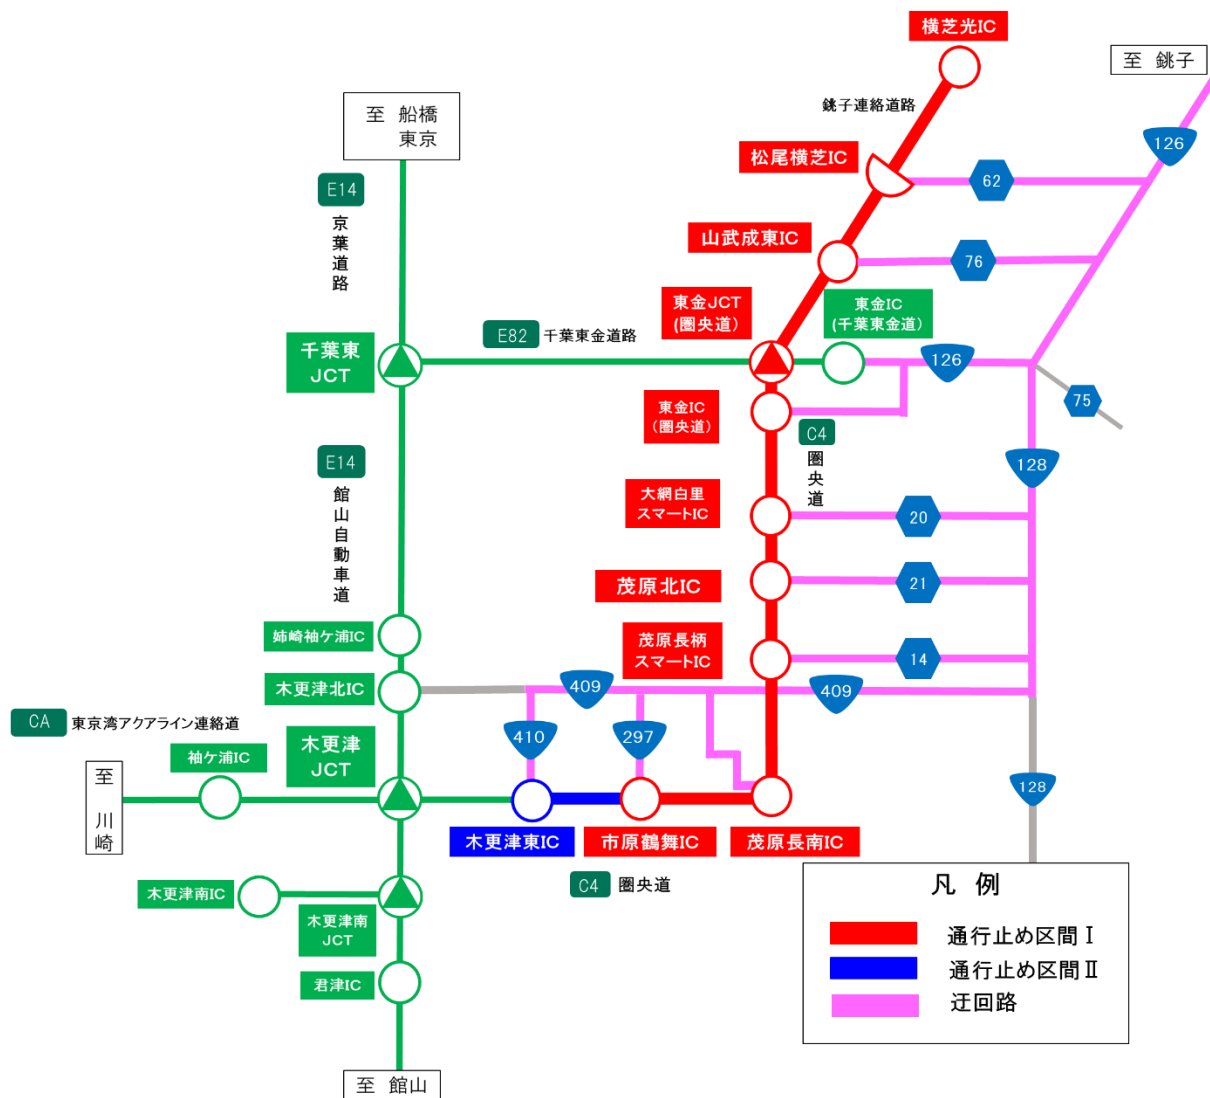 横芝光IC
至 銚子
銚子連絡道路
126
至 船橋
東京
松尾横芝IC
62
E14
京葉道路
山武成東IC
76
東金JCT
(圏央道)
東金IC
(千葉東金道)
E82 千葉東金道路
千葉東
JCT
126
75
東金IC
(圏央道)
C4
圏央道
128
E14
館山自動車道
大網白里
スマートIC
20
茂原北IC
21
姉崎袖ケ浦IC
茂原長柄
スマートIC
14
木更津北IC
409
409
CA 東京湾アクアライン連絡道
410
297
木更津
JCT
袖ケ浦IC
至 川崎
128
木更津東IC
市原鶴舞IC
茂原長南IC
C4 圏央道
木更津南IC
木更津南
JCT
君津IC
至 館山
凡 例
通行止め区間Ⅰ
通行止め区間Ⅱ
迂回路